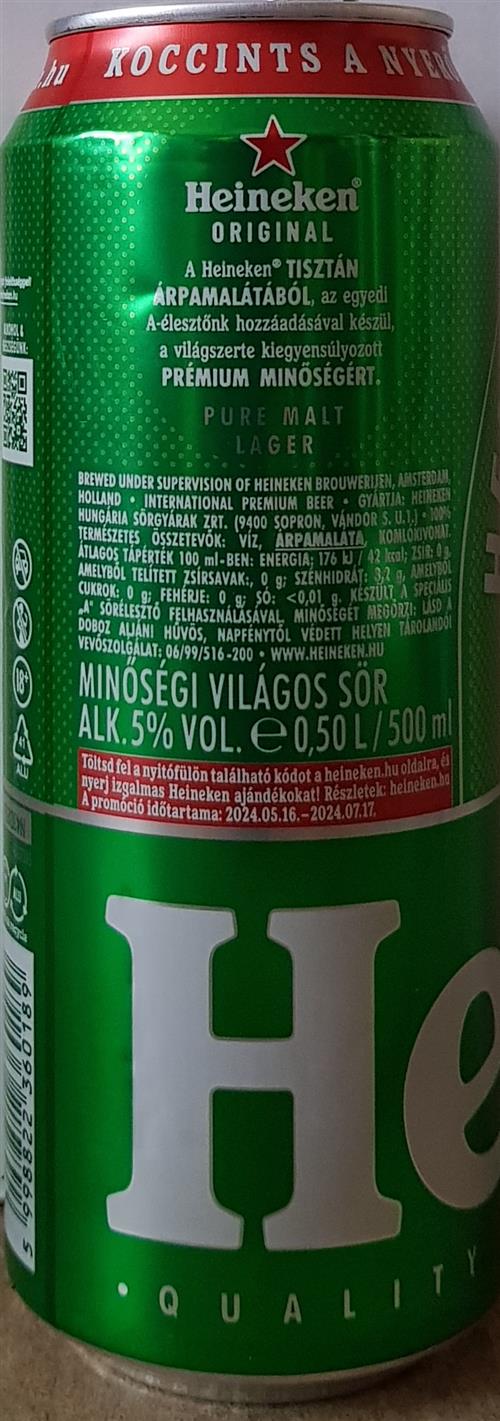 .hu KOCCINTS A NYERŐ
Heineken®
ORIGINAL
A Heineken® TISZTÁN
ÁRPAMALÁTÁBÓL, az egyedi
A-élesztőnk hozzáadásával készül,
a világszerte kiegyensúlyozott
PRÉMIUM MINŐSÉGÉRT.
PURE MALT
LAGER
BREWED UNDER SUPERVISION OF HEINEKEN BROUWERIJEN, AMSTERDAM,
HOLLAND • INTERNATIONAL PREMIUM BEER • GYÁRTJA: HEINEKEN
HUNGÁRIA SÖRGYÁRAK ZRT. (9400 SOPRON, VÁNDOR S. U.1.) • 100%
TERMÉSZETES ÖSSZETEVŐK: VÍZ, ÁRPAMALÁTA, KOMLÓKIVONAT.
ÁTLAGOS TÁPÉRTÉK 100 ml-BEN: ENERGIA: 176 kJ / 42 kcal; ZSÍR: 0 g,
AMELYBŐL TELÍTETT ZSÍRSAVAK:, 0 g; SZÉNHIDRÁT: 3,2 g, AMELYBŐL
CUKROK: 0 g; FEHÉRJE: 0 g; SÓ: <0,01 g. KÉSZÜLT A SPECIÁLIS
„A" SÖRÉLESZTŐ FELHASZNÁLÁSÁVAL. MINŐSÉGÉT MEGŐRZI: LÁSD A
DOBOZ ALJÁN! HŰVÖS, NAPFÉNYTŐL VÉDETT HELYEN TÁROLANDÓ!
VEVŐSZOLGÁLAT: 06/99/516-200 • WWW.HEINEKEN.HU
MINŐSÉGI VILÁGOS SÖR
ALK. 5% VOL. ℮ 0,50 L / 500 ml
Töltsd fel a nyitófülön található kódot a heineken.hu oldalra, és
nyerj izgalmas Heineken ajándékokat! Részletek: heineken.hu
A promóció időtartama: 2024.05.16.–2024.07.17.
18+
41
ALU
He
• QUALITY
5 998822 360189